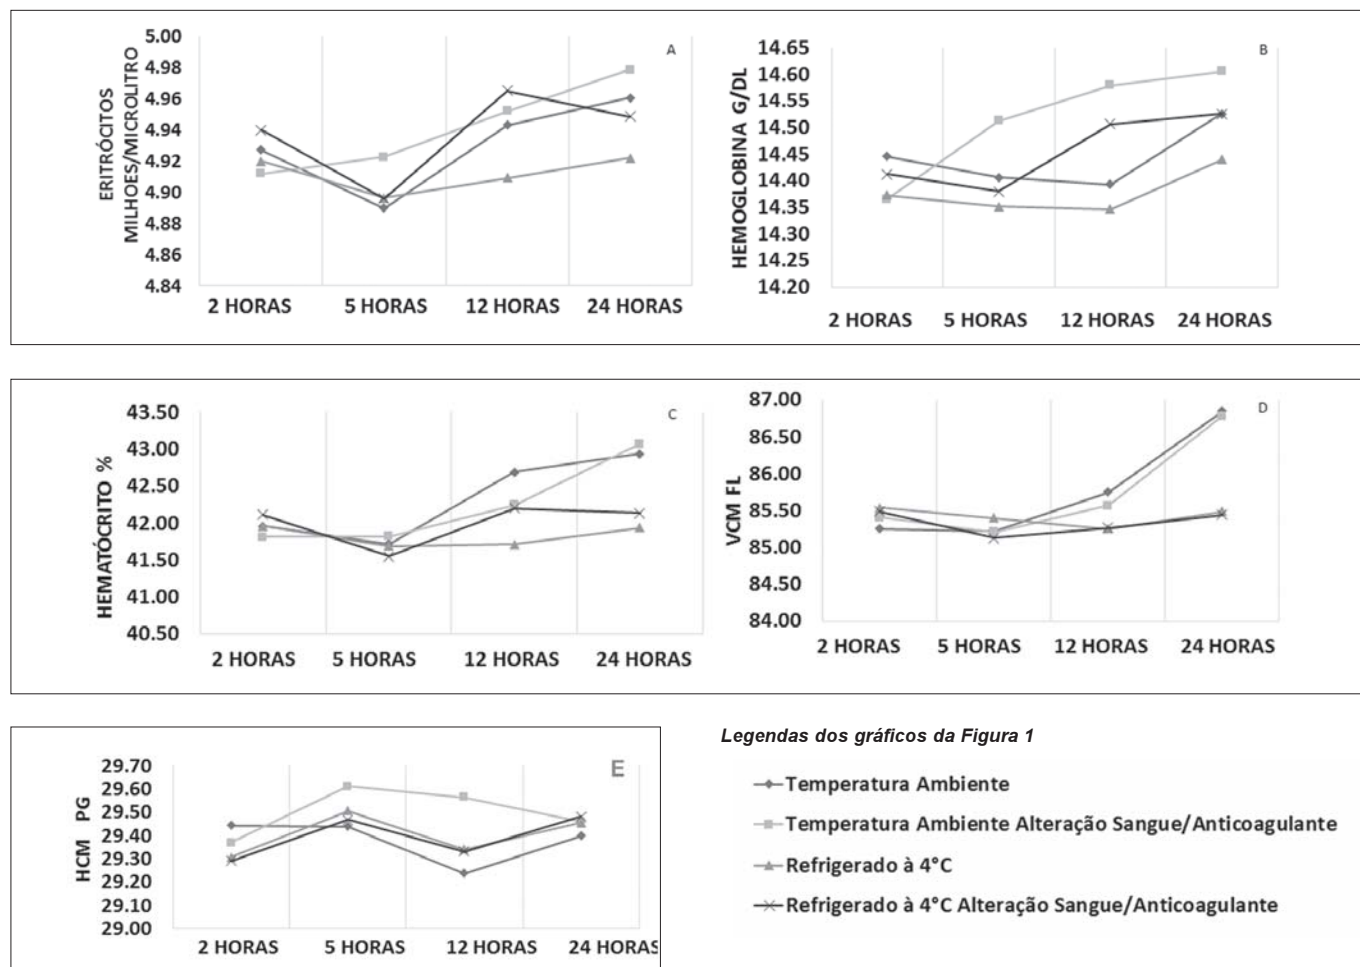 A
ERITRÓCITOS
MILHOES/MICROLITRO
5.00
4.98
4.96
4.94
4.92
4.90
4.88
4.86
4.84
2 HORAS 5 HORAS 12 HORAS 24 HORAS
B
HEMOGLOBINA G/DL
14.65
14.60
14.55
14.50
14.45
14.40
14.35
14.30
14.25
14.20
2 HORAS 5 HORAS 12 HORAS 24 HORAS
C
HEMATÓCRITO %
43.50
43.00
42.50
42.00
41.50
41.00
40.50
2 HORAS 5 HORAS 12 HORAS 24 HORAS
D
VCM FL
87.00
86.50
86.00
85.50
85.00
84.50
84.00
2 HORAS 5 HORAS 12 HORAS 24 HORAS
E
HCM PG
29.70
29.60
29.50
29.40
29.30
29.20
29.10
29.00
2 HORAS 5 HORAS 12 HORAS 24 HORAS
Legendas dos gráficos da Figura 1
Temperatura Ambiente
Temperatura Ambiente Alteração Sangue/Anticoagulante
Refrigerado à 4°C
Refrigerado à 4°C Alteração Sangue/Anticoagulante